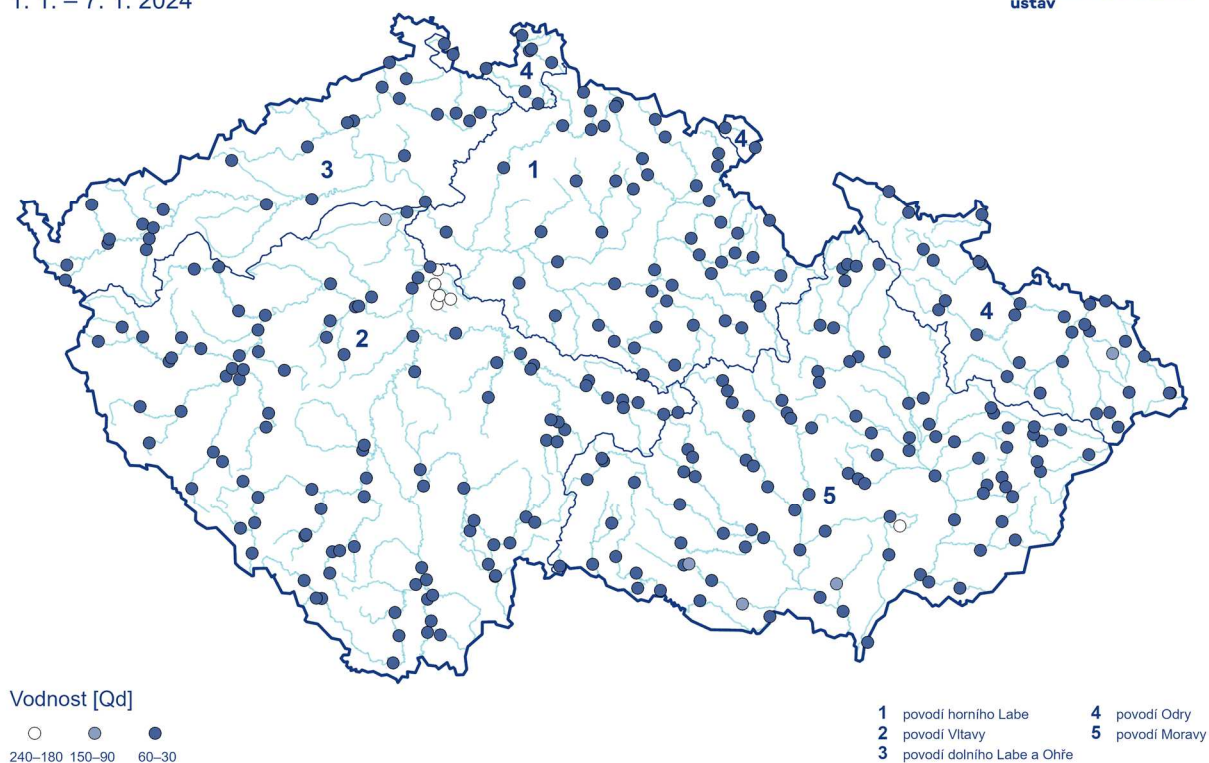 1. 1. – 7. 1. 2024
ústav
4
4
3
1
2
4
5
Vodnost [Qd]
240–180 150–90 60–30
1 povodí horního Labe
2 povodí Vltavy
3 povodí dolního Labe a Ohře
4 povodí Odry
5 povodí Moravy